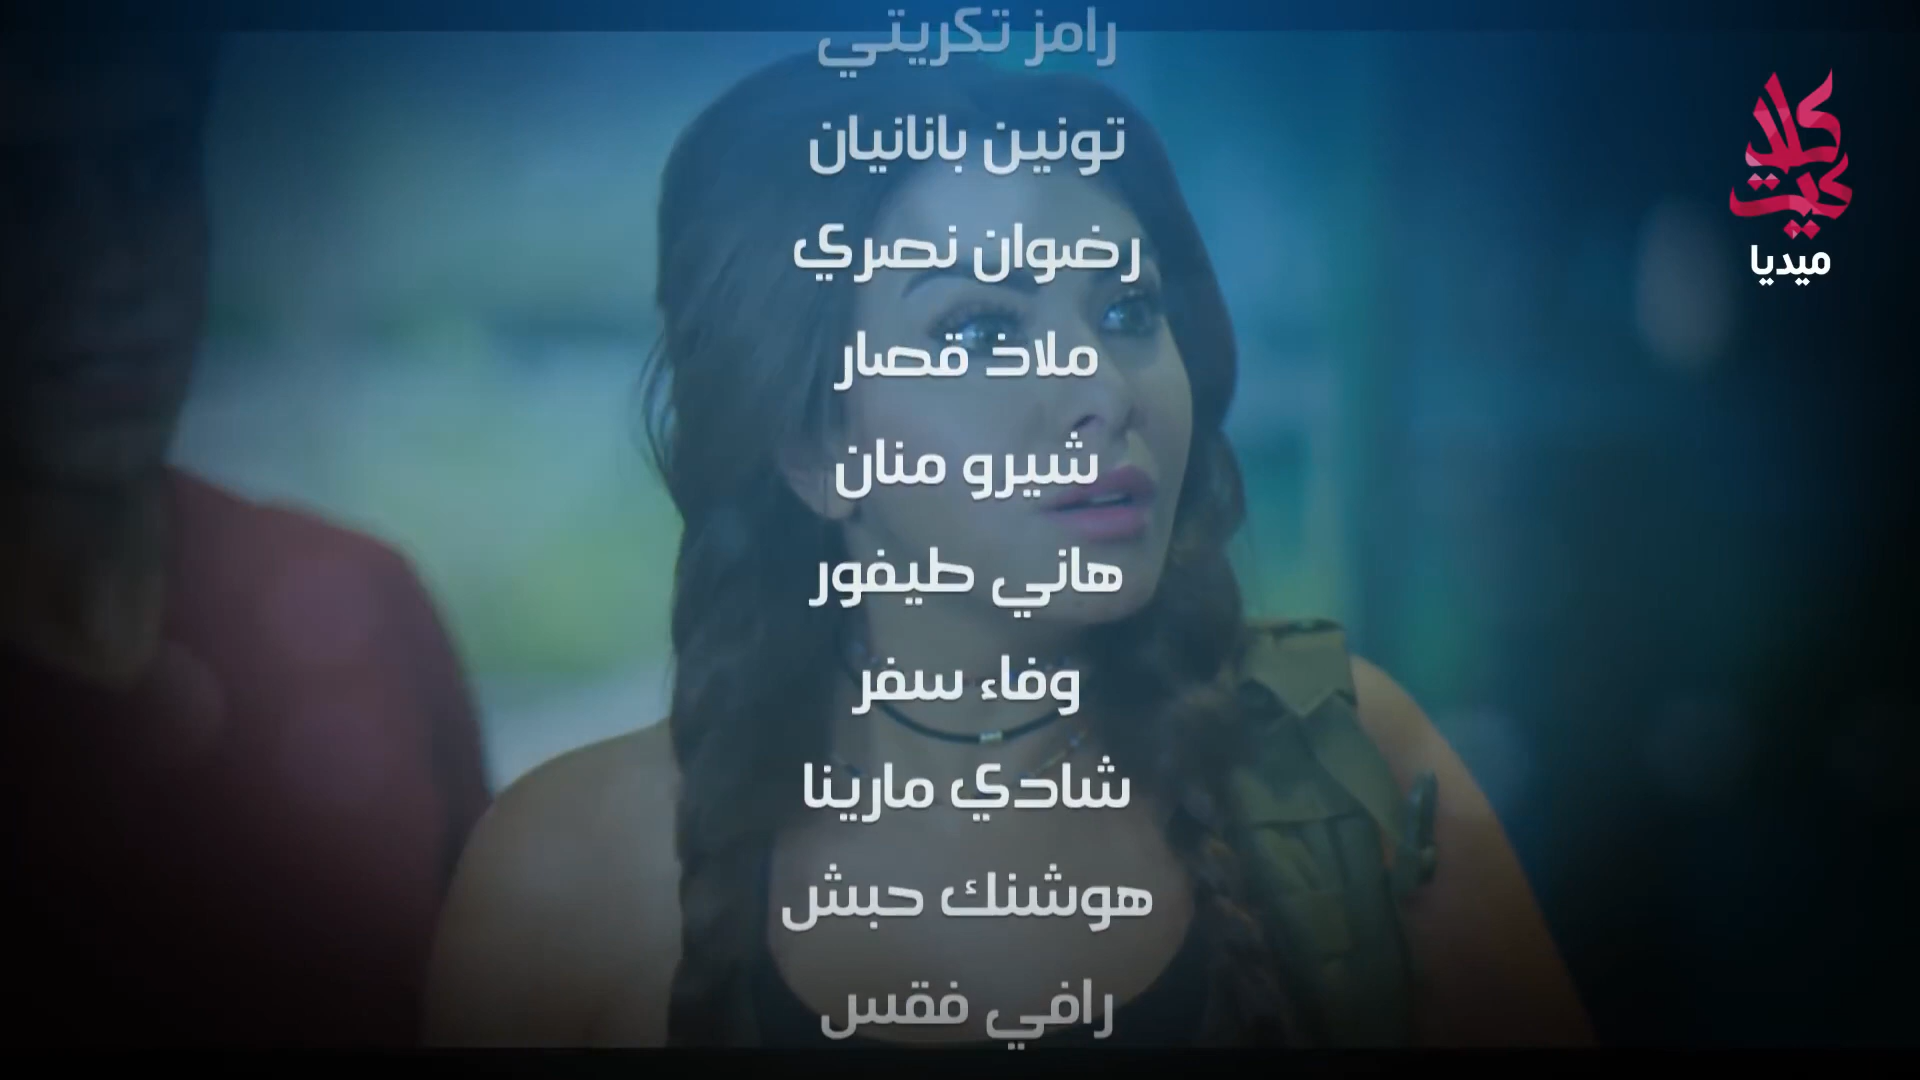 رامز تكريتي
تونين بانانيان
رضوان نصري
ملاذ قصار
شيرو منان
هاني طيفور
وفاء سفر
شادي مارينا
هوشنك حبش
رافي فقس
كلاكيت
ميديا